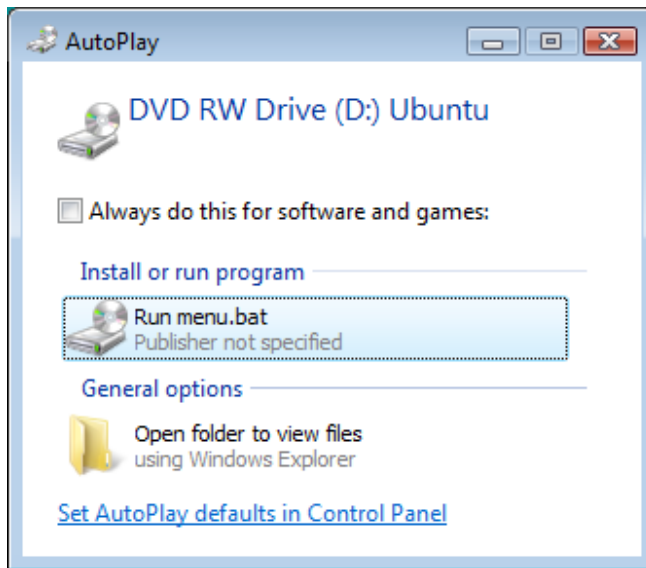 AutoPlay
DVD RW Drive (D:) Ubuntu
Always do this for software and games:
Install or run program
Run menu.bat
Publisher not specified
General options
Open folder to view files
using Windows Explorer
Set AutoPlay defaults in Control Panel